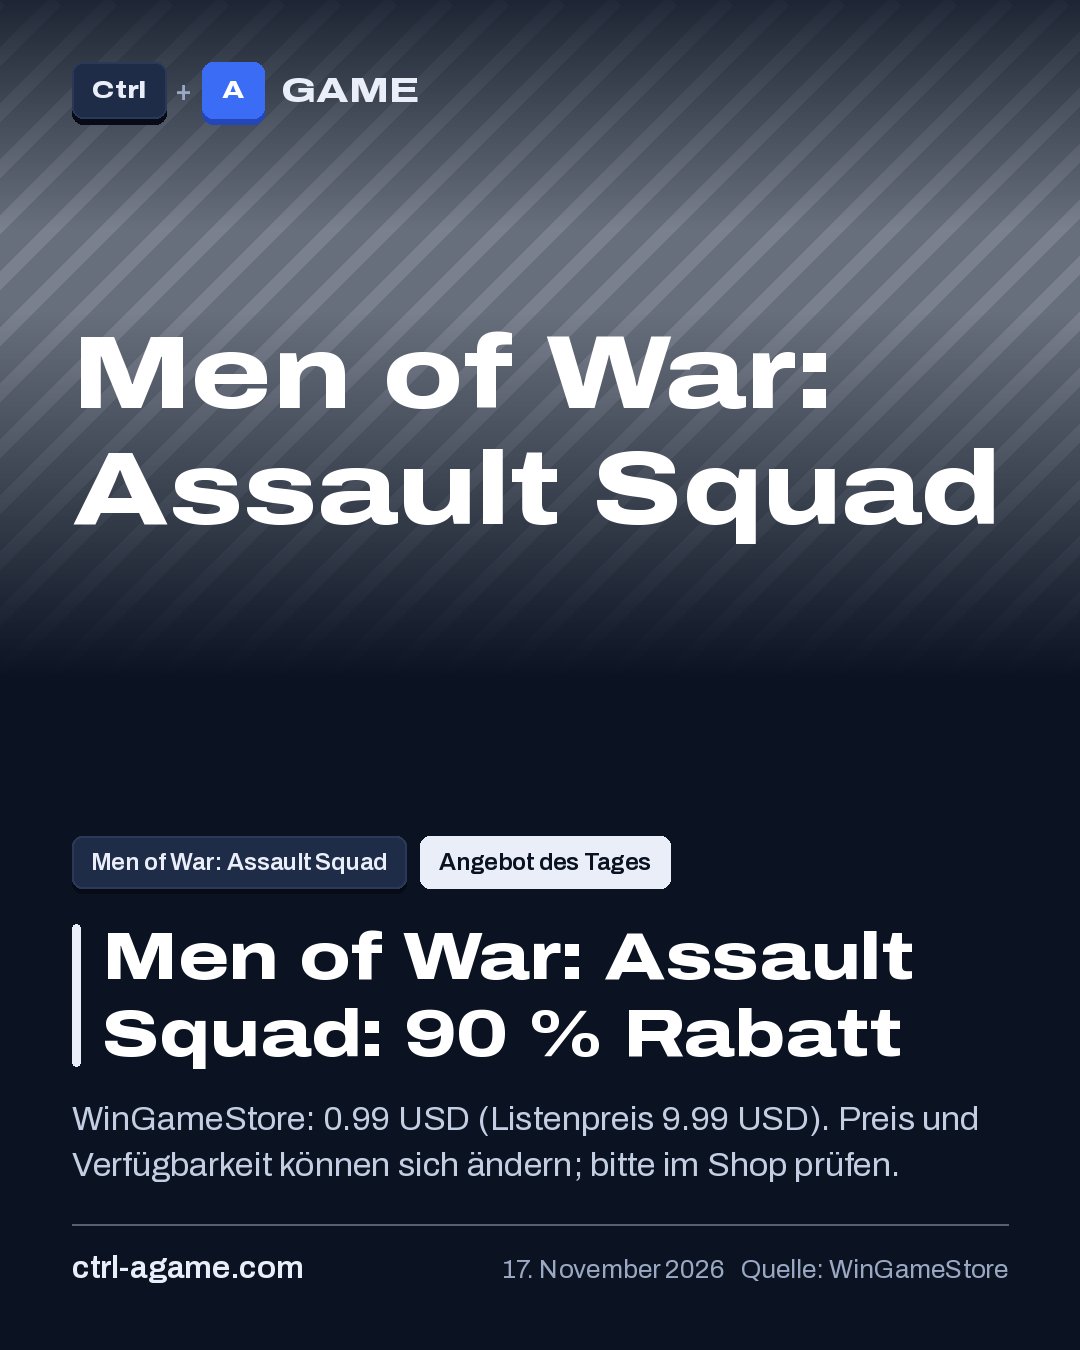 Ctrl + A GAME
Men of War:
Assault Squad
Men of War: Assault Squad Angebot des Tages
Men of War: Assault
Squad: 90 % Rabatt
WinGameStore: 0.99 USD (Listenpreis 9.99 USD). Preis und
Verfügbarkeit können sich ändern; bitte im Shop prüfen.
ctrl-agame.com 17. November 2026 Quelle: WinGameStore